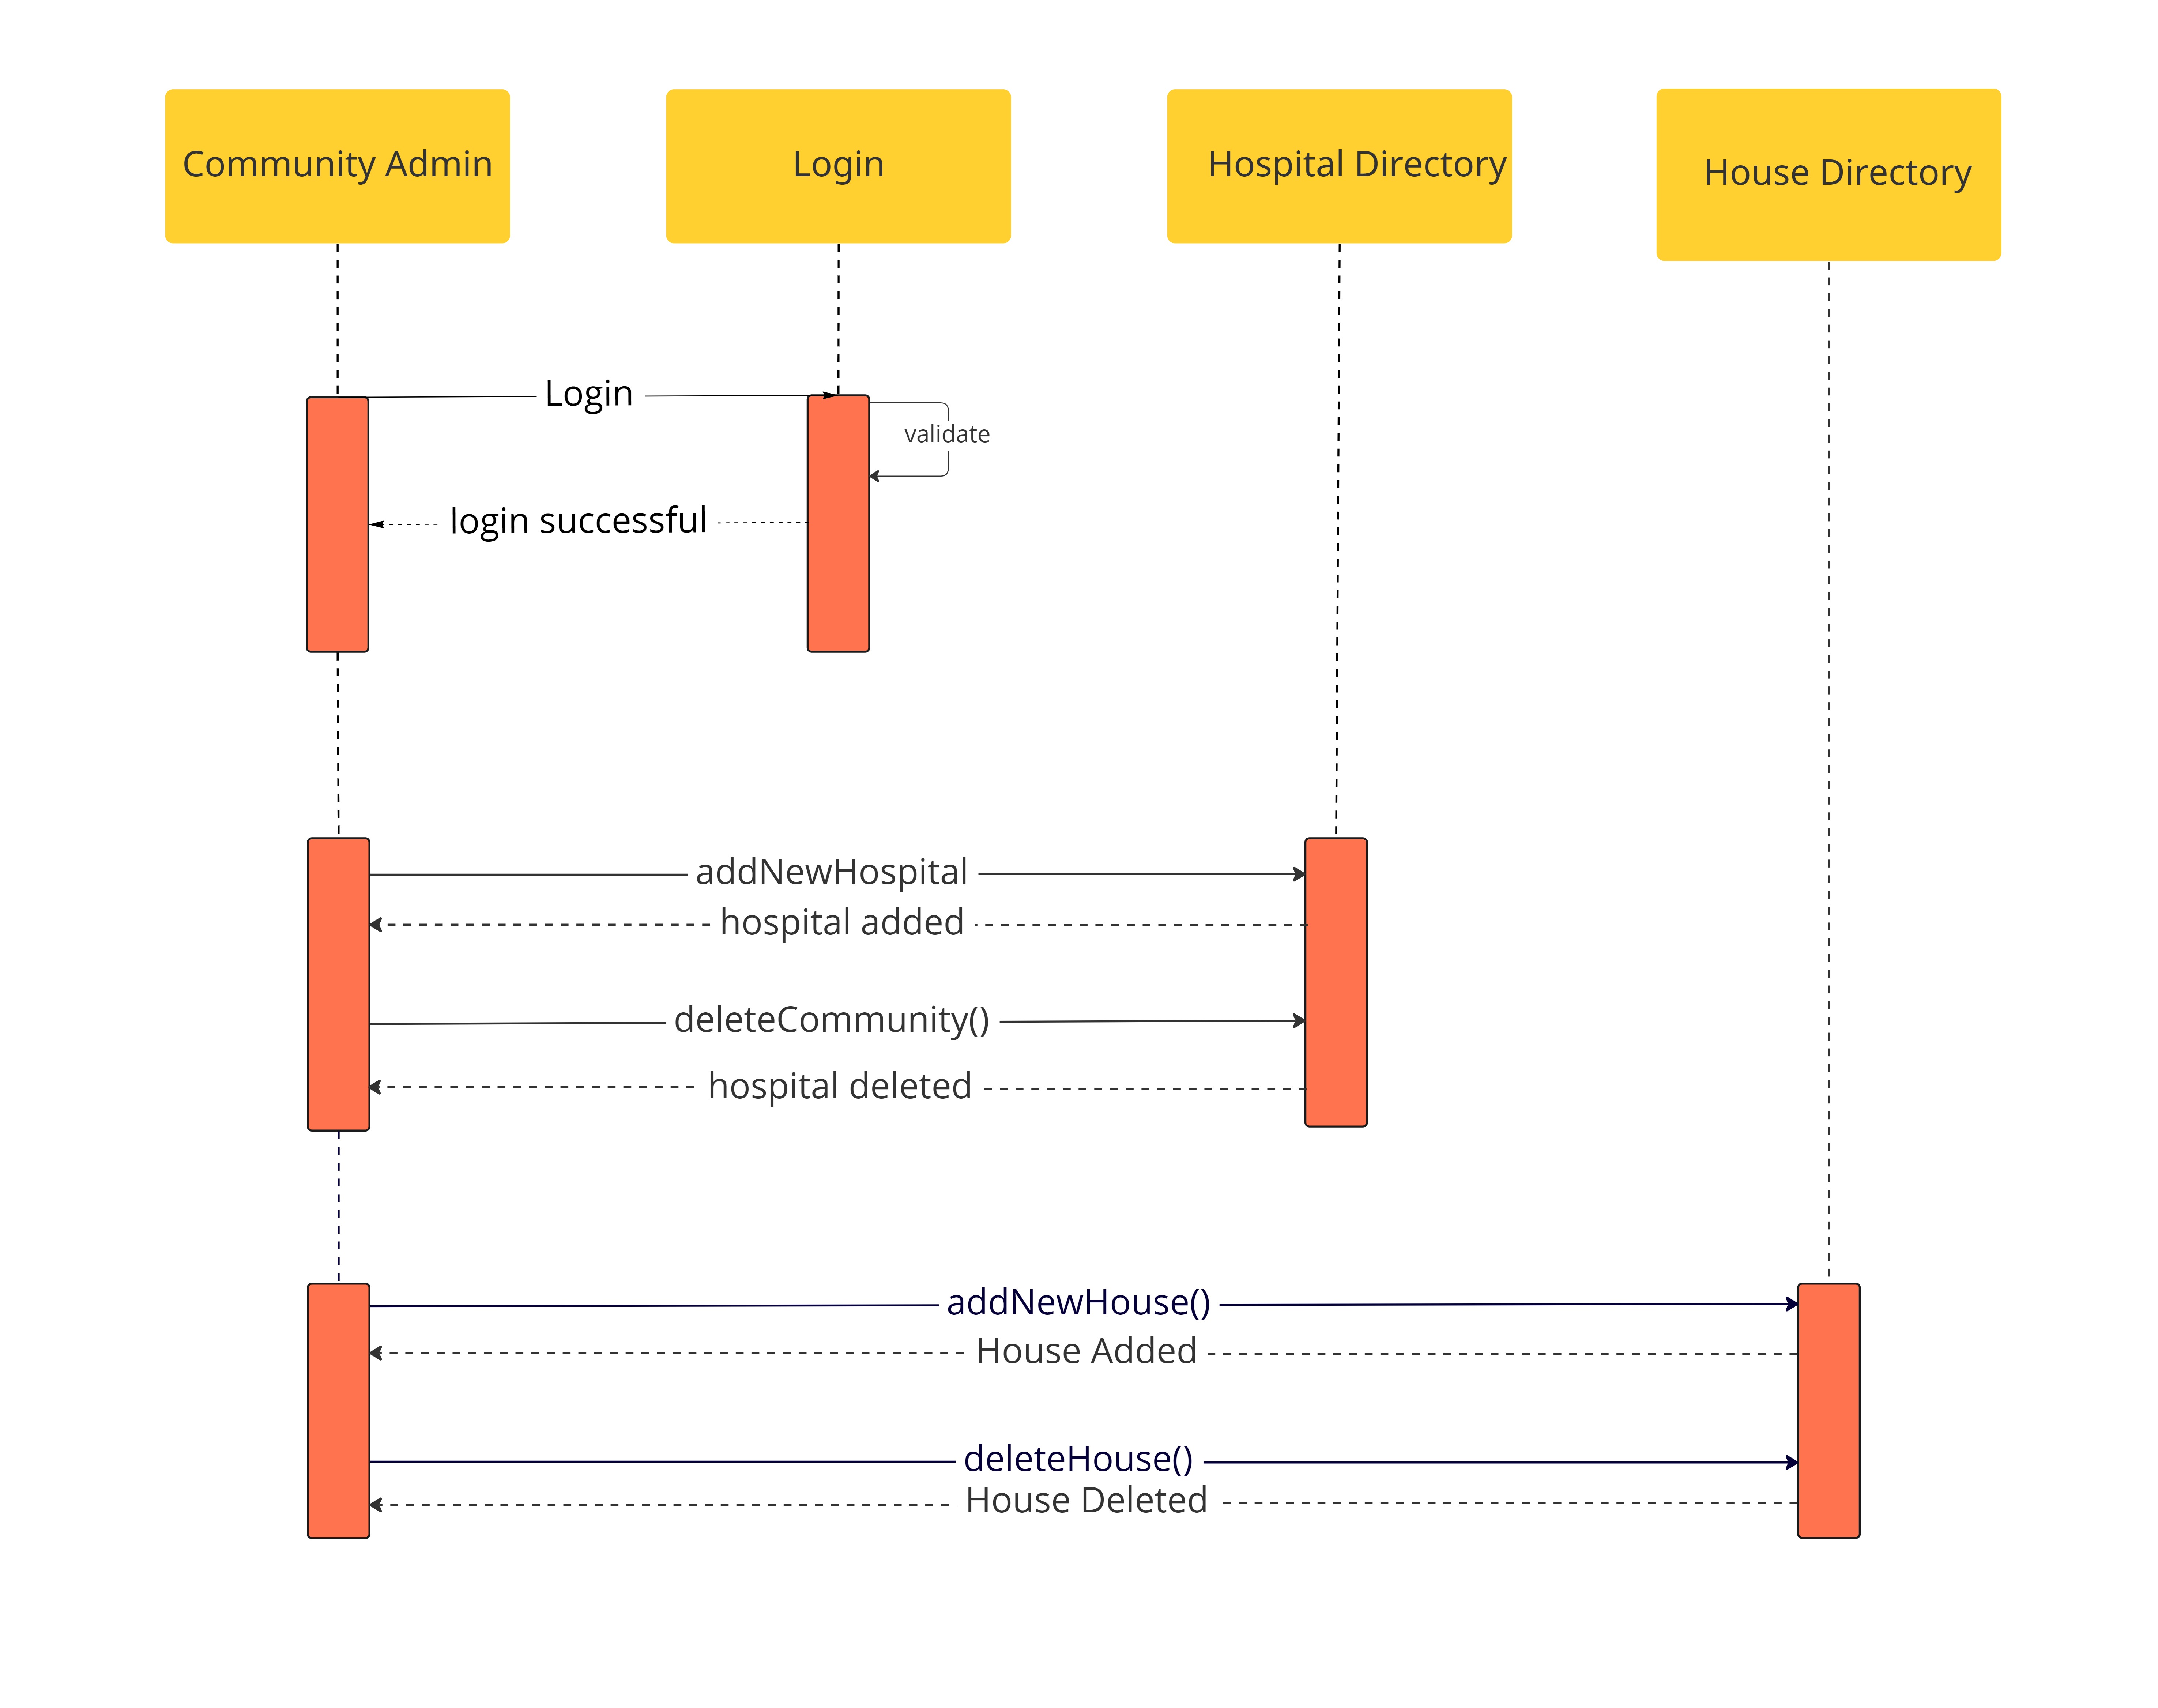 Community Admin
Login
Hospital Directory
House Directory
Login
validate
login successful
addNewHospital
hospital added
deleteCommunity()
hospital deleted
addNewHouse()
House Added
deleteHouse()
House Deleted